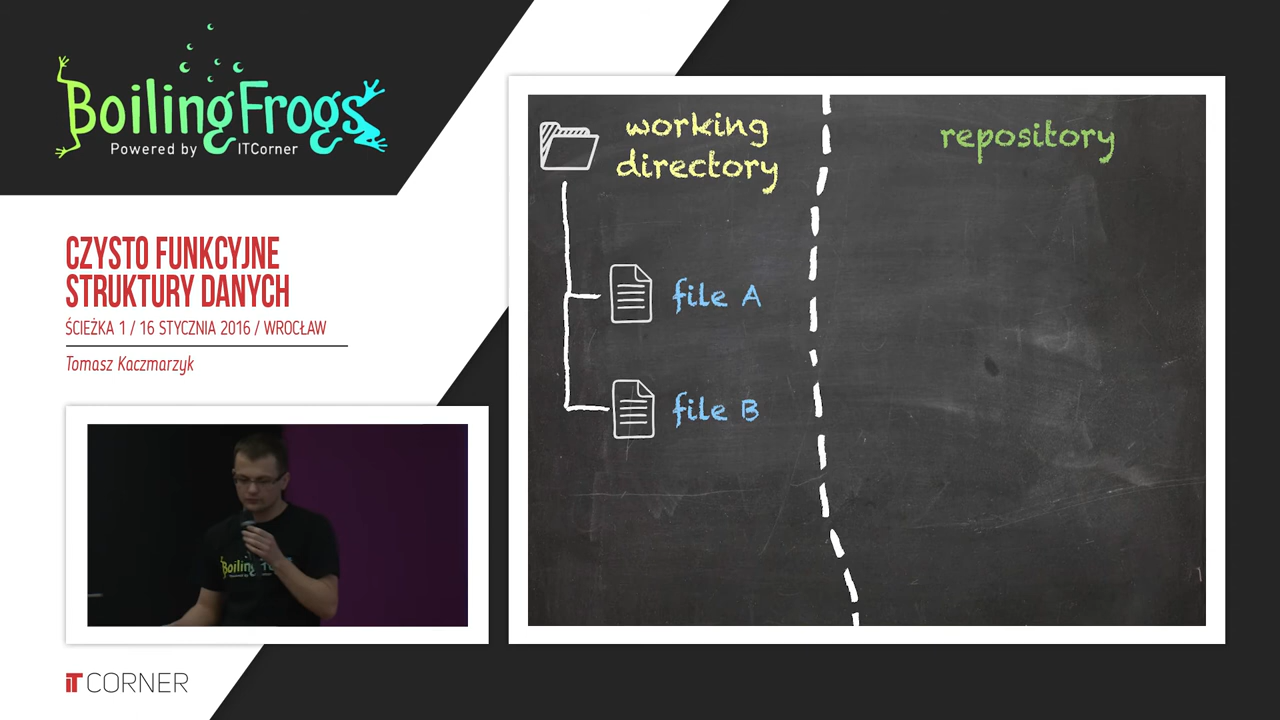 BoilingFrogs
Powered by ITCorner
CZYSTO FUNKCYJNE
STRUKTURY DANYCH
ŚCIEŻKA 1 / 16 STYCZNIA 2016 / WROCŁAW
Tomasz Kaczmarzyk
working
directory
repository
file A
file B
BoilingFrogs
iT CORNER